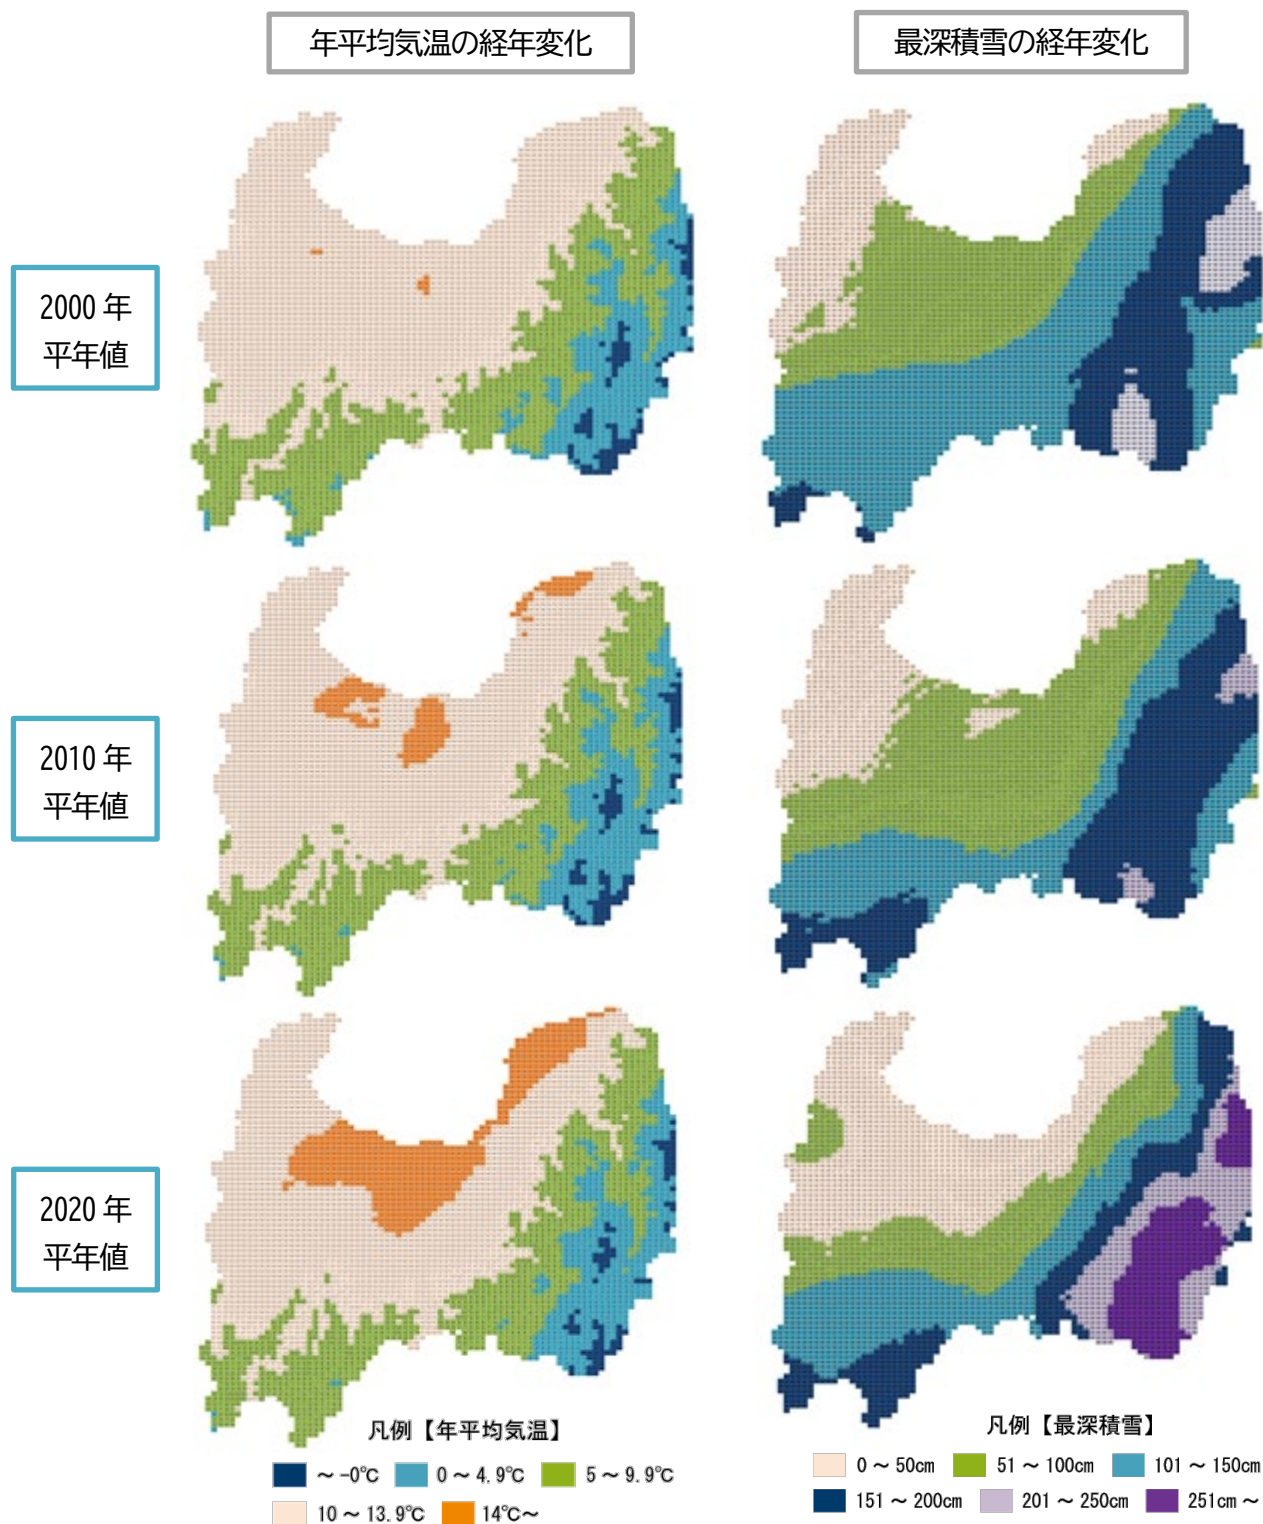 年平均気温の経年変化
最深積雪の経年変化
2000 年
平年値
2010 年
平年値
2020 年
平年値
凡例【年平均気温】
～ -0℃ 0 ～ 4.9℃ 5 ～ 9.9℃
10 ～ 13.9℃ 14℃～
凡例【最深積雪】
0 ～ 50cm 51 ～ 100cm 101 ～ 150cm
151 ～ 200cm 201 ～ 250cm 251cm ～